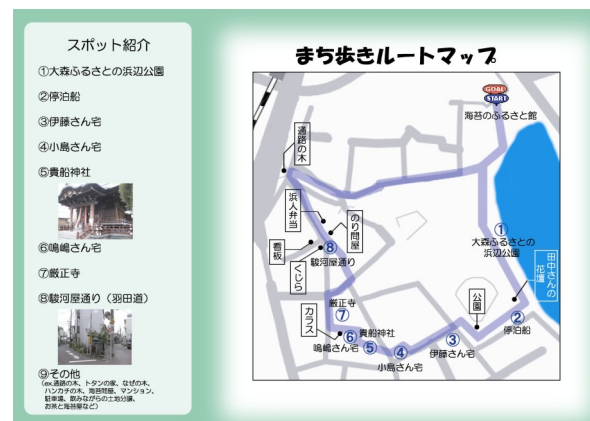 スポット紹介
①大森ふるさとの浜辺公園
②停泊船
③伊藤さん宅
④小島さん宅
⑤貴船神社
⑥鳴嶋さん宅
⑦厳正寺
⑧駿河屋通り（羽田道）
⑨その他
（ex.通路の木、トタンの家、なぜの木、
ハンカチの木、海苔問屋、マンション、
駐車場、飲みながらの土地分譲、
お茶と海苔屋など）
まち歩きルートマップ
GOAL
START
海苔のふるさと館
通路の木
浜人弁当
のり問屋
看板
くじら
⑧
駿河屋通り
①
大森ふるさとの
浜辺公園
田中さんの
花壇
カラス
厳正寺
⑦
公園
②
停泊船
⑥
貴船神社
鳴嶋さん宅
⑤
④
小島さん宅
③
伊藤さん宅